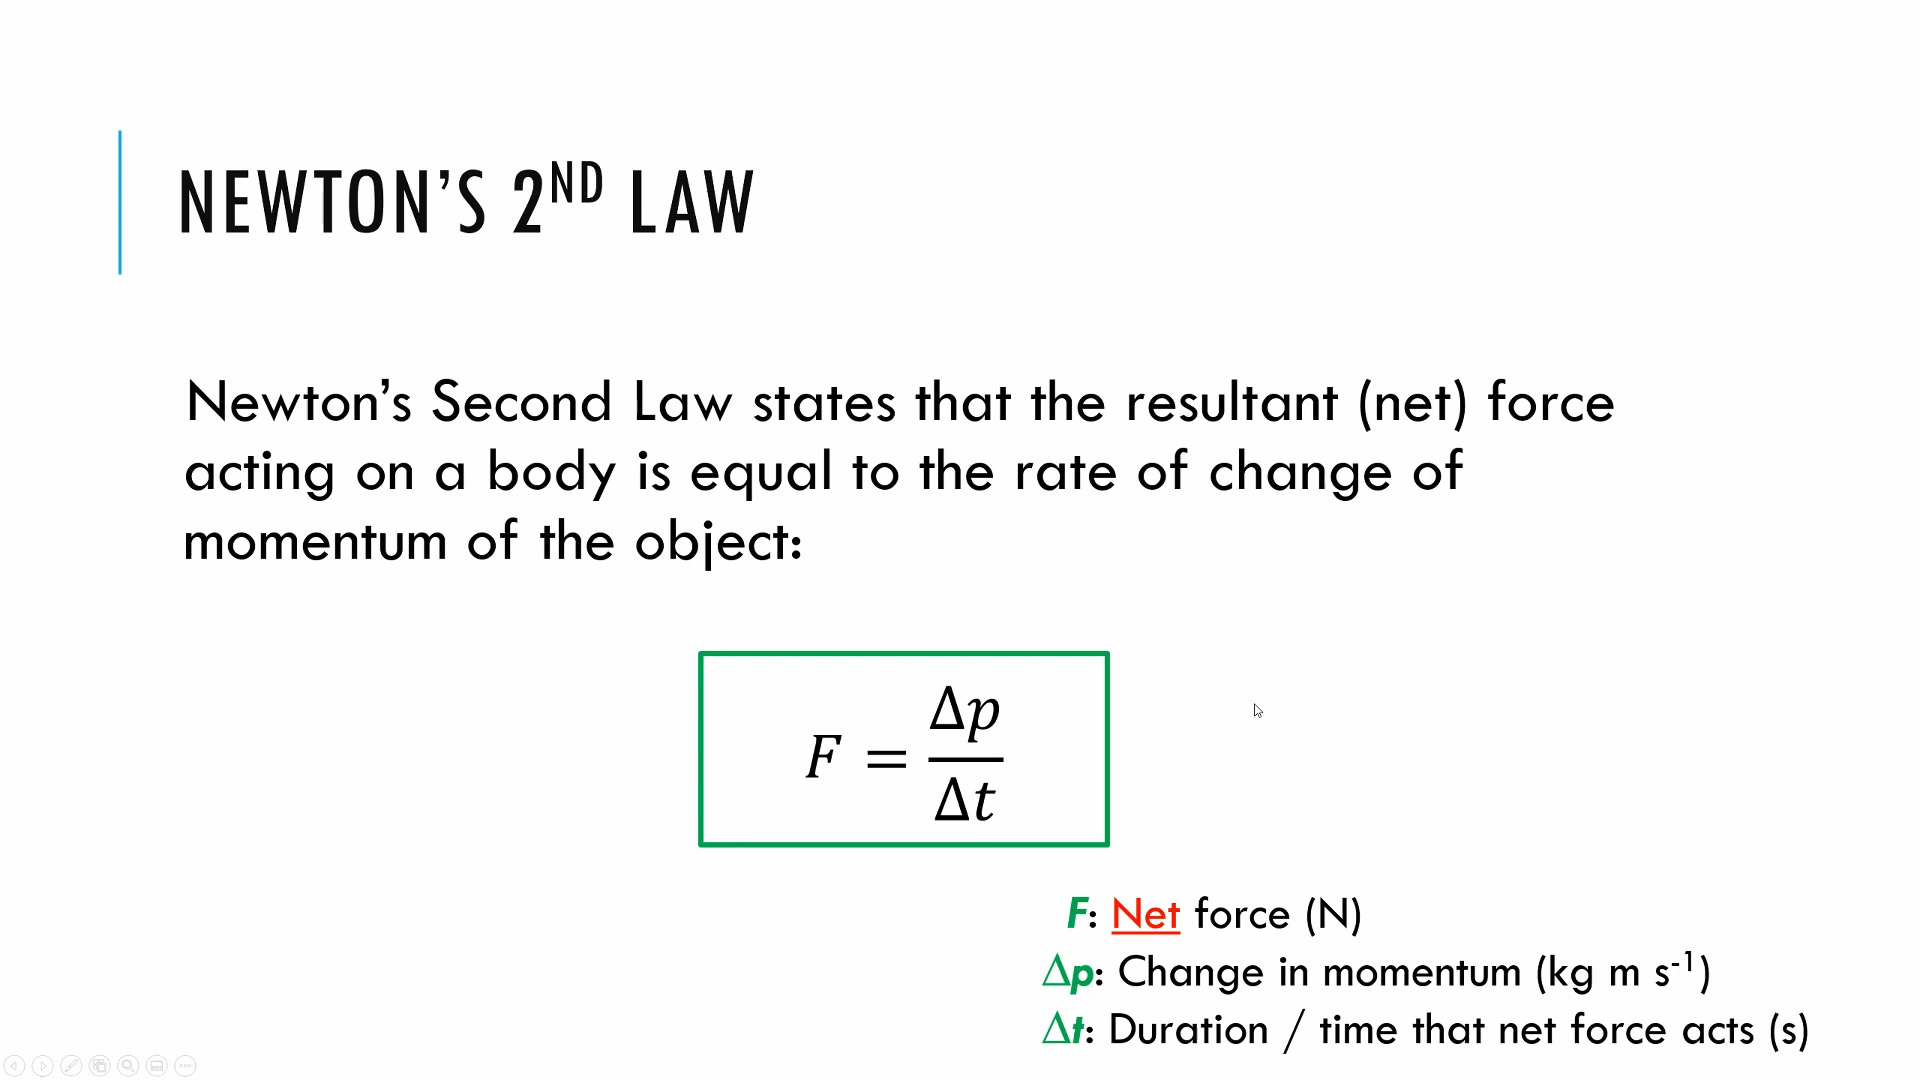 NEWTON’S 2ND LAW
Newton’s Second Law states that the resultant (net) force
acting on a body is equal to the rate of change of
momentum of the object:
F = Δp/Δt
F: Net force (N)
Δp: Change in momentum (kg m s⁻¹)
Δt: Duration / time that net force acts (s)